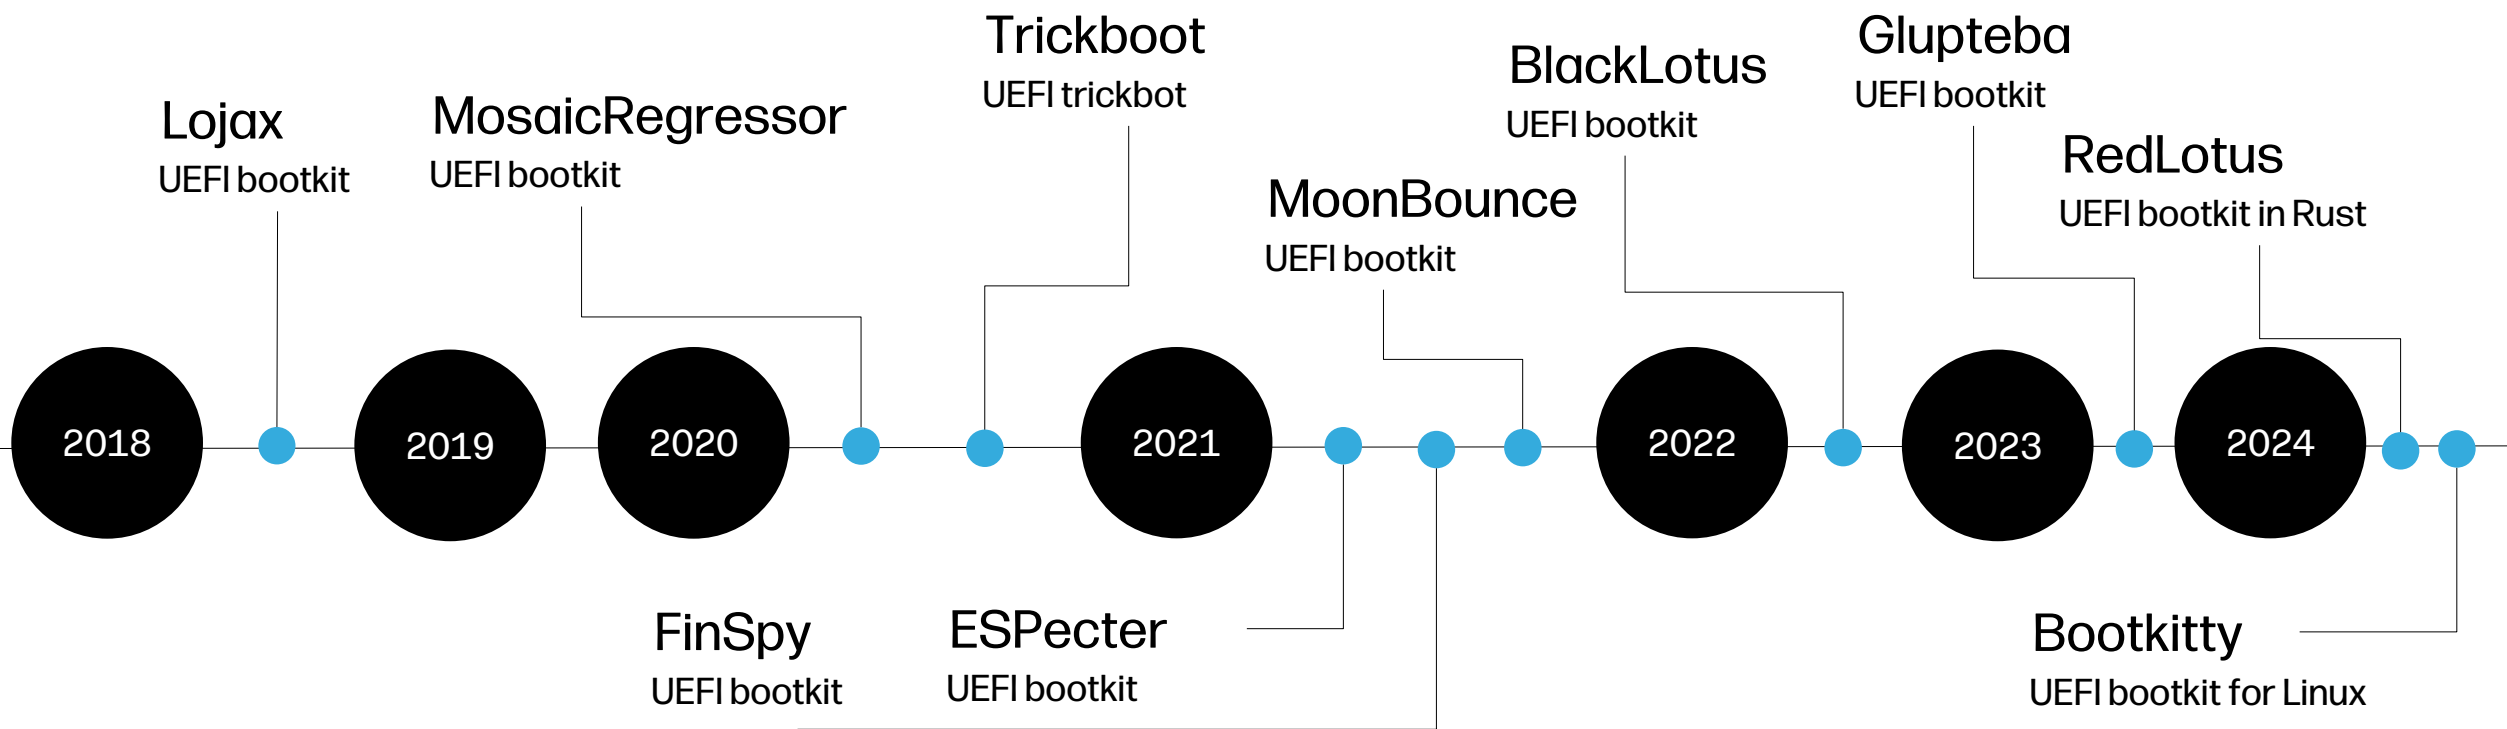 Trickboot
UEFI trickbot
Glupteba
UEFI bootkit
BlackLotus
UEFI bootkit
Lojax
UEFI bootkit
MosaicRegressor
UEFI bootkit
RedLotus
UEFI bootkit in Rust
MoonBounce
UEFI bootkit
2018
2019
2020
2021
2022
2023
2024
FinSpy
UEFI bootkit
ESPecter
UEFI bootkit
Bootkitty
UEFI bootkit for Linux